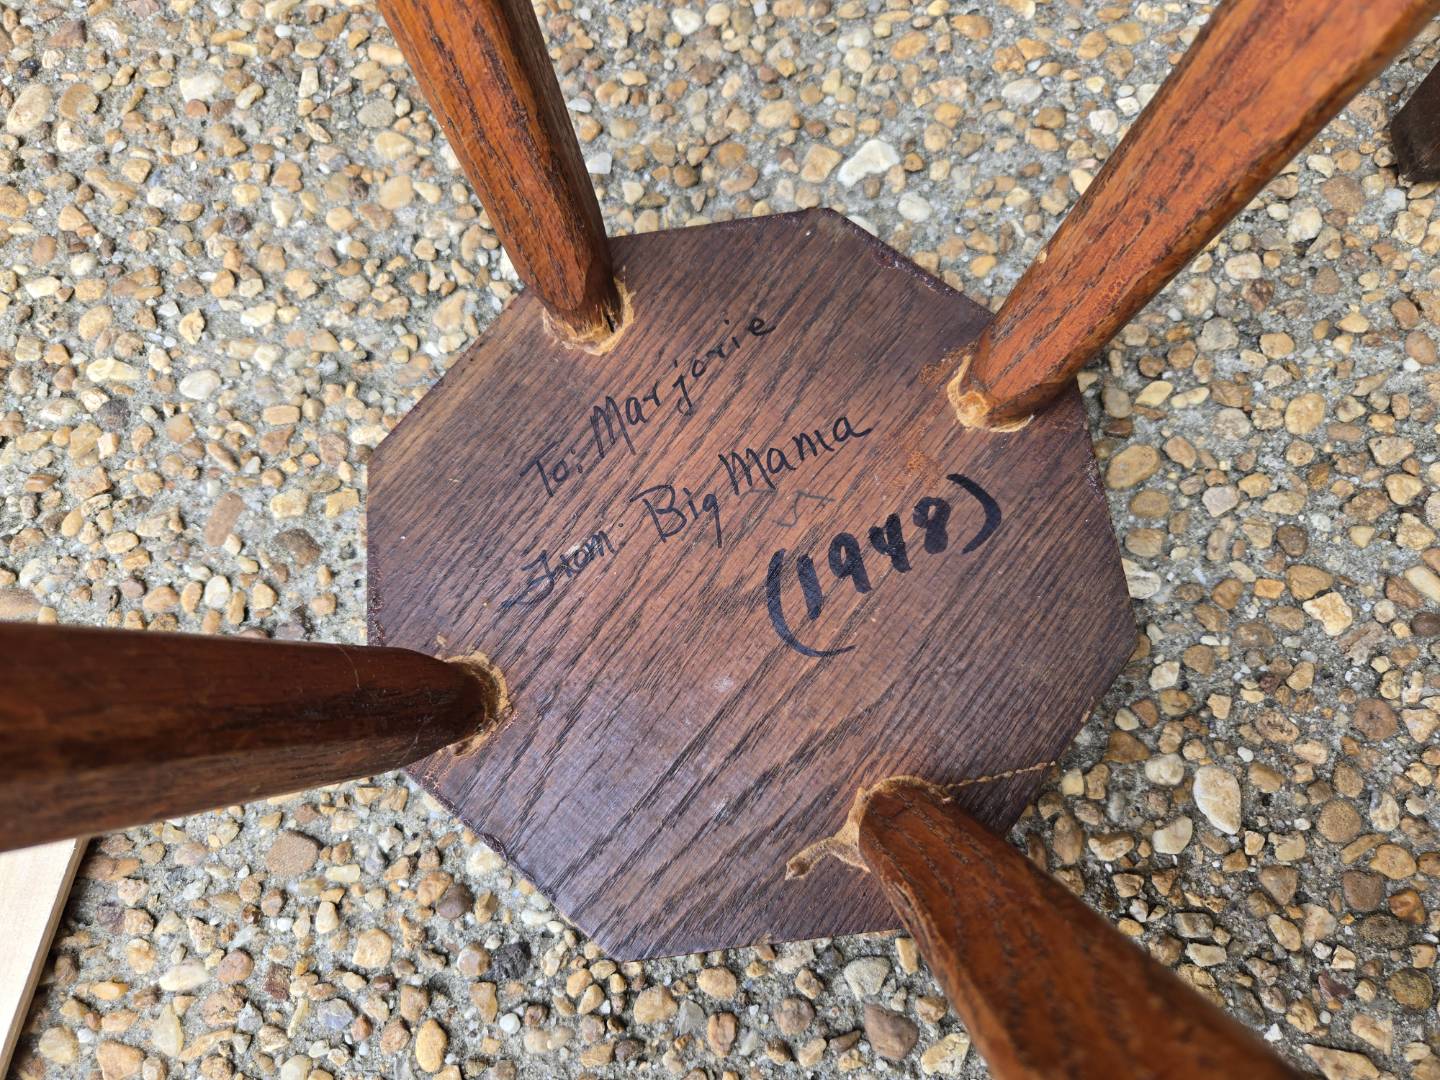 To: Marjorie
From: Big Mama
(1948)